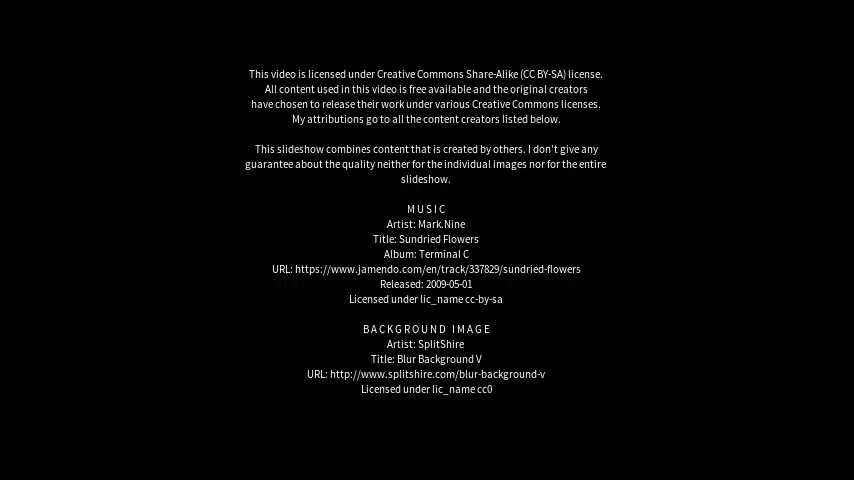 This video is licensed under Creative Commons Share-Alike (CC BY-SA) license.
All content used in this video is free available and the original creators
have chosen to release their work under various Creative Commons licenses.
My attributions go to all the content creators listed below.
This slideshow combines content that is created by others. I don't give any
guarantee about the quality neither for the individual images nor for the entire
slideshow.
MUSIC
Artist: Mark.Nine
Title: Sundried Flowers
Album: Terminal C
URL: https://www.jamendo.com/en/track/337829/sundried-flowers
Released: 2009-05-01
Licensed under lic_name cc-by-sa
BACKGROUND IMAGE
Artist: SplitShire
Title: Blur Background V
URL: http://www.splitshire.com/blur-background-v
Licensed under lic_name cc0